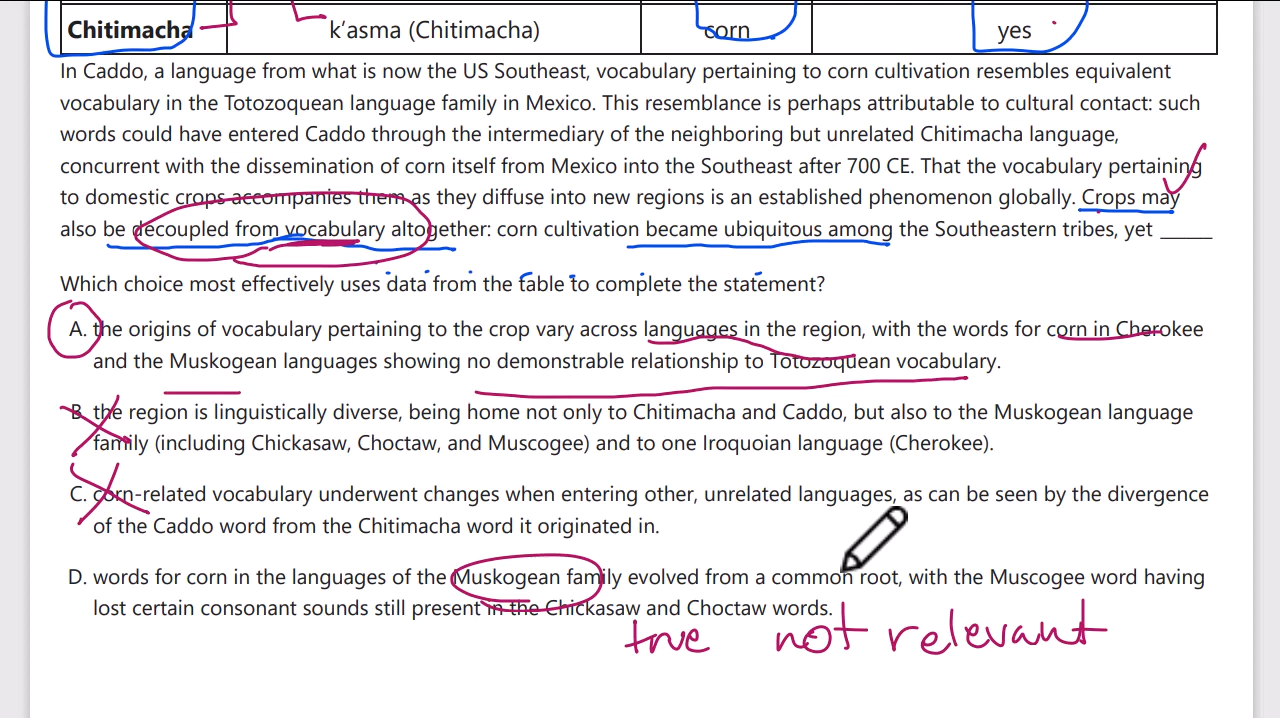 Chitimacha k'asma (Chitimacha) corn yes
In Caddo, a language from what is now the US Southeast, vocabulary pertaining to corn cultivation resembles equivalent
vocabulary in the Totozoquean language family in Mexico. This resemblance is perhaps attributable to cultural contact: such
words could have entered Caddo through the intermediary of the neighboring but unrelated Chitimacha language,
concurrent with the dissemination of corn itself from Mexico into the Southeast after 700 CE. That the vocabulary pertaining
to domestic crops accompanies them as they diffuse into new regions is an established phenomenon globally. Crops may
also be decoupled from vocabulary altogether: corn cultivation became ubiquitous among the Southeastern tribes, yet ______
Which choice most effectively uses data from the table to complete the statement?
A. the origins of vocabulary pertaining to the crop vary across languages in the region, with the words for corn in Cherokee
and the Muskogean languages showing no demonstrable relationship to Totozoquean vocabulary.
B. the region is linguistically diverse, being home not only to Chitimacha and Caddo, but also to the Muskogean language
family (including Chickasaw, Choctaw, and Muscogee) and to one Iroquoian language (Cherokee).
C. corn-related vocabulary underwent changes when entering other, unrelated languages, as can be seen by the divergence
of the Caddo word from the Chitimacha word it originated in.
D. words for corn in the languages of the Muskogean family evolved from a common root, with the Muscogee word having
lost certain consonant sounds still present in the Chickasaw and Choctaw words.
true not relevant